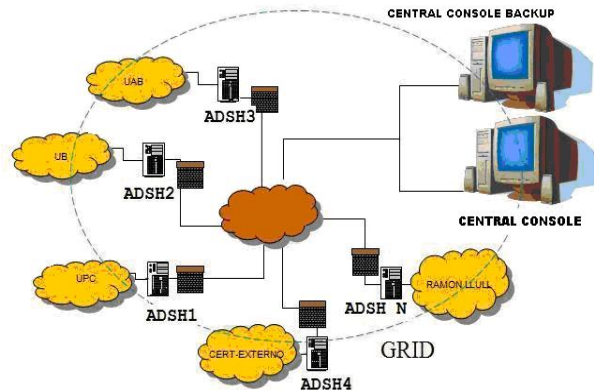 CENTRAL CONSOLE BACKUP
UAB
ADSH3
UB
ADSH2
CENTRAL CONSOLE
UPC
ADSH1
ADSH N
RAMON LLULL
CERT-EXTERNO
GRID
ADSH4